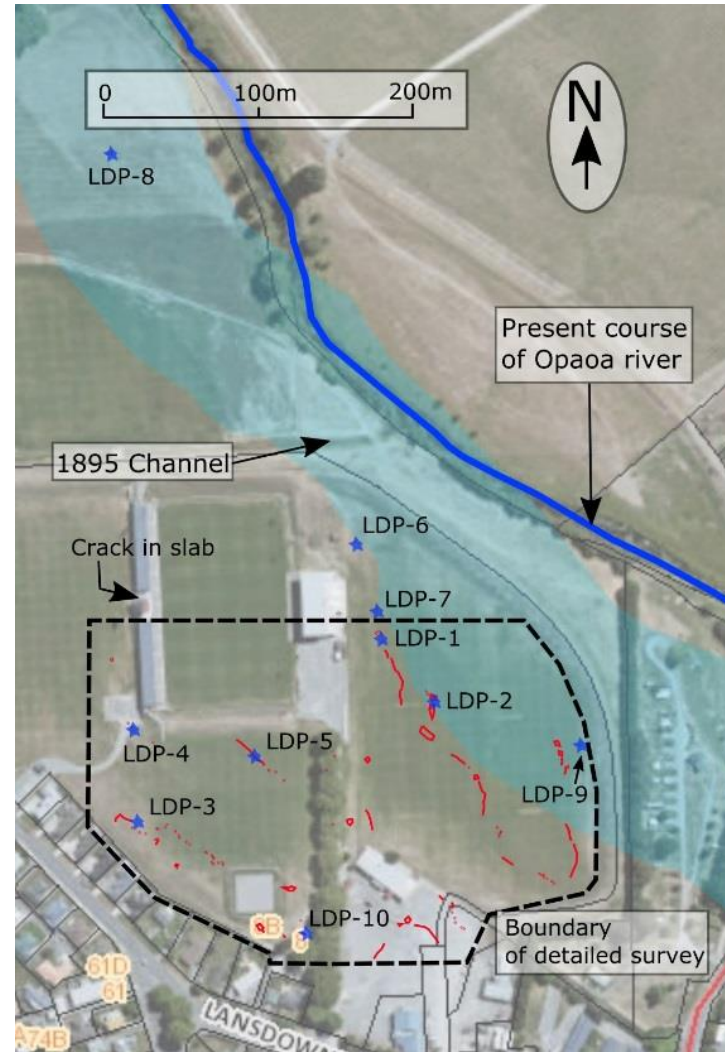 0 100m 200m
N
LDP-8
Present course
of Opaoa river
1895 Channel
LDP-6
Crack in slab
LDP-7
LDP-1
LDP-2
LDP-5
LDP-4
LDP-9
LDP-3
LDP-10
6B
8
Boundary
of detailed survey
61D
61
LANSDOWN
74B